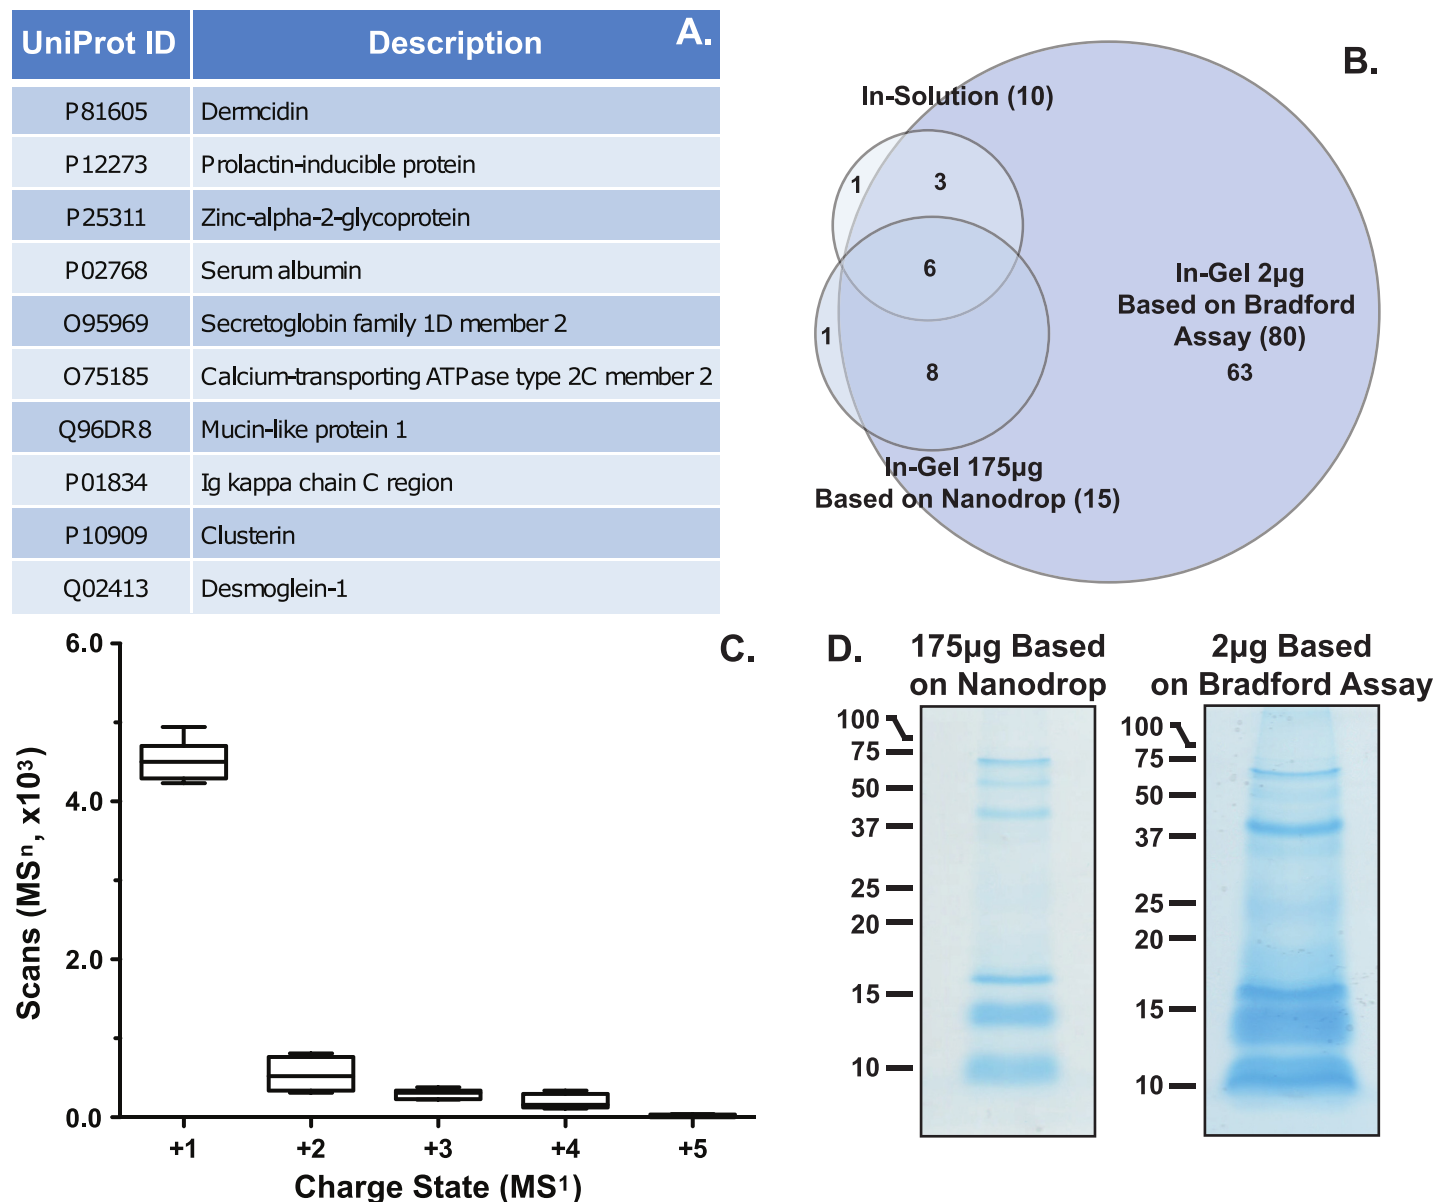 UniProt ID Description A.
P81605 Dermcidin
P12273 Prolactin-inducible protein
P25311 Zinc-alpha-2-glycoprotein
P02768 Serum albumin
O95969 Secretoglobin family 1D member 2
O75185 Calcium-transporting ATPase type 2C member 2
Q96DR8 Mucin-like protein 1
P01834 Ig kappa chain C region
P10909 Clusterin
Q02413 Desmoglein-1
B.
In-Solution (10)
1
3
6
1
8
In-Gel 2µg
Based on Bradford
Assay (80)
63
In-Gel 175µg
Based on Nanodrop (15)
C.
6.0
4.0
2.0
0.0
Scans (MSⁿ, x10³)
+1 +2 +3 +4 +5
Charge State (MS¹)
D.
175µg Based
on Nanodrop
100
75
50
37
25
20
15
10
2µg Based
on Bradford Assay
100
75
50
37
25
20
15
10